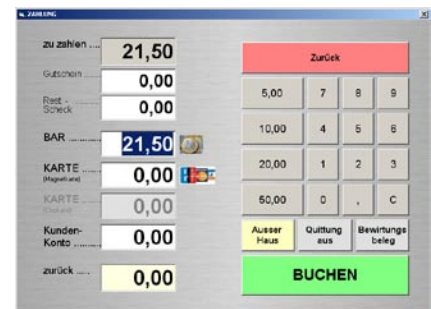 ZAHLUNG
zu zahlen .... 21,50
Gutschein ........ 0,00
Rest - Scheck 0,00
BAR ............. 21,50
KARTE ......
(Magnetkarte) 0,00
KARTE ...... 0,00
Kunden-
Konto ......... 0,00
zurück ..... 0,00
Zurück
5,00 7 8 9
10,00 4 5 6
20,00 1 2 3
50,00 0 , C
Ausser
Haus
Quittung
aus
Bewirtungs
beleg
BUCHEN